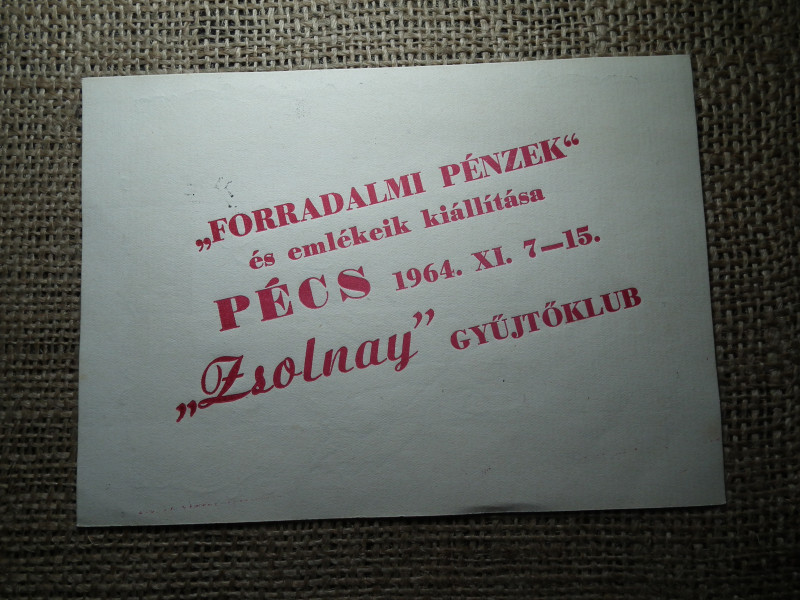 „FORRADALMI PÉNZEK“
és emlékeik kiállítása
PÉCS 1964. XI. 7—15.
„Zsolnay” GYŰJTŐKLUB